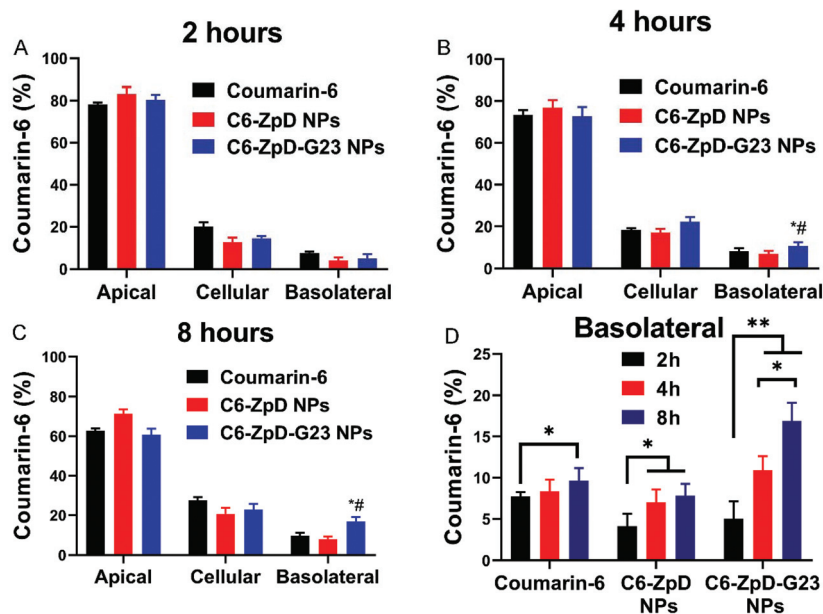 A
2 hours
Coumarin-6 (%)
100
80
60
40
20
0
Coumarin-6
C6-ZpD NPs
C6-ZpD-G23 NPs
Apical Cellular Basolateral
B
4 hours
Coumarin-6 (%)
100
80
60
40
20
0
Coumarin-6
C6-ZpD NPs
C6-ZpD-G23 NPs
*#
Apical Cellular Basolateral
C
8 hours
Coumarin-6 (%)
100
80
60
40
20
0
Coumarin-6
C6-ZpD NPs
C6-ZpD-G23 NPs
*#
Apical Cellular Basolateral
D
Basolateral
Coumarin-6 (%)
25
20
15
10
5
0
2h
4h
8h
*
*
**
*
Coumarin-6 C6-ZpD C6-ZpD-G23
NPs NPs